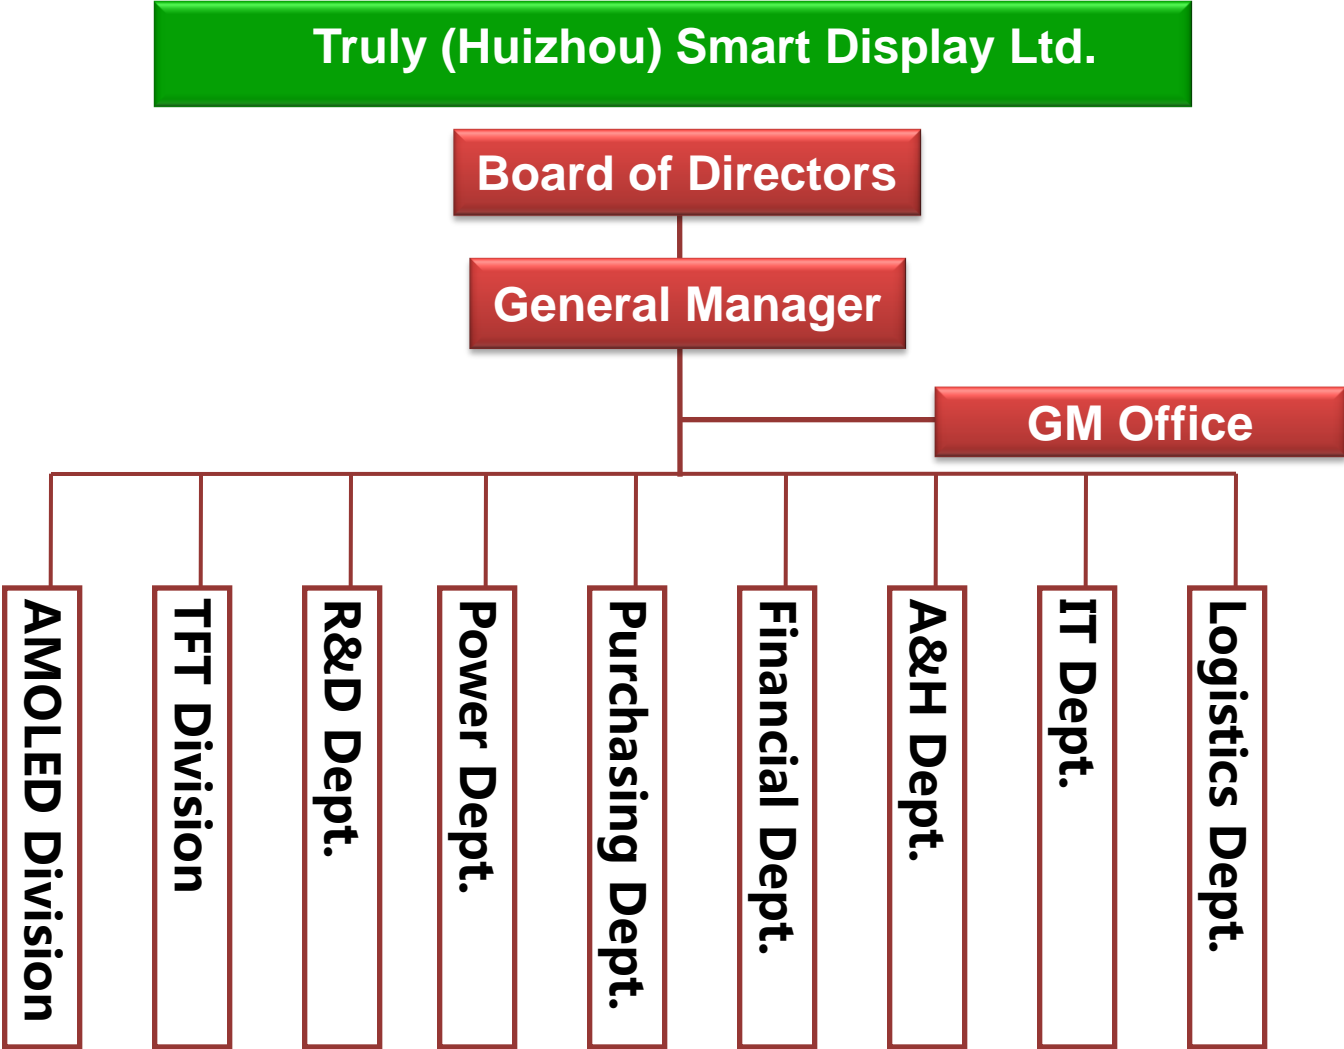 Truly (Huizhou) Smart Display Ltd.
Board of Directors
General Manager
GM Office
AMOLED Division
TFT Division
R&D Dept.
Power Dept.
Purchasing Dept.
Financial Dept.
A&H Dept.
IT Dept.
Logistics Dept.